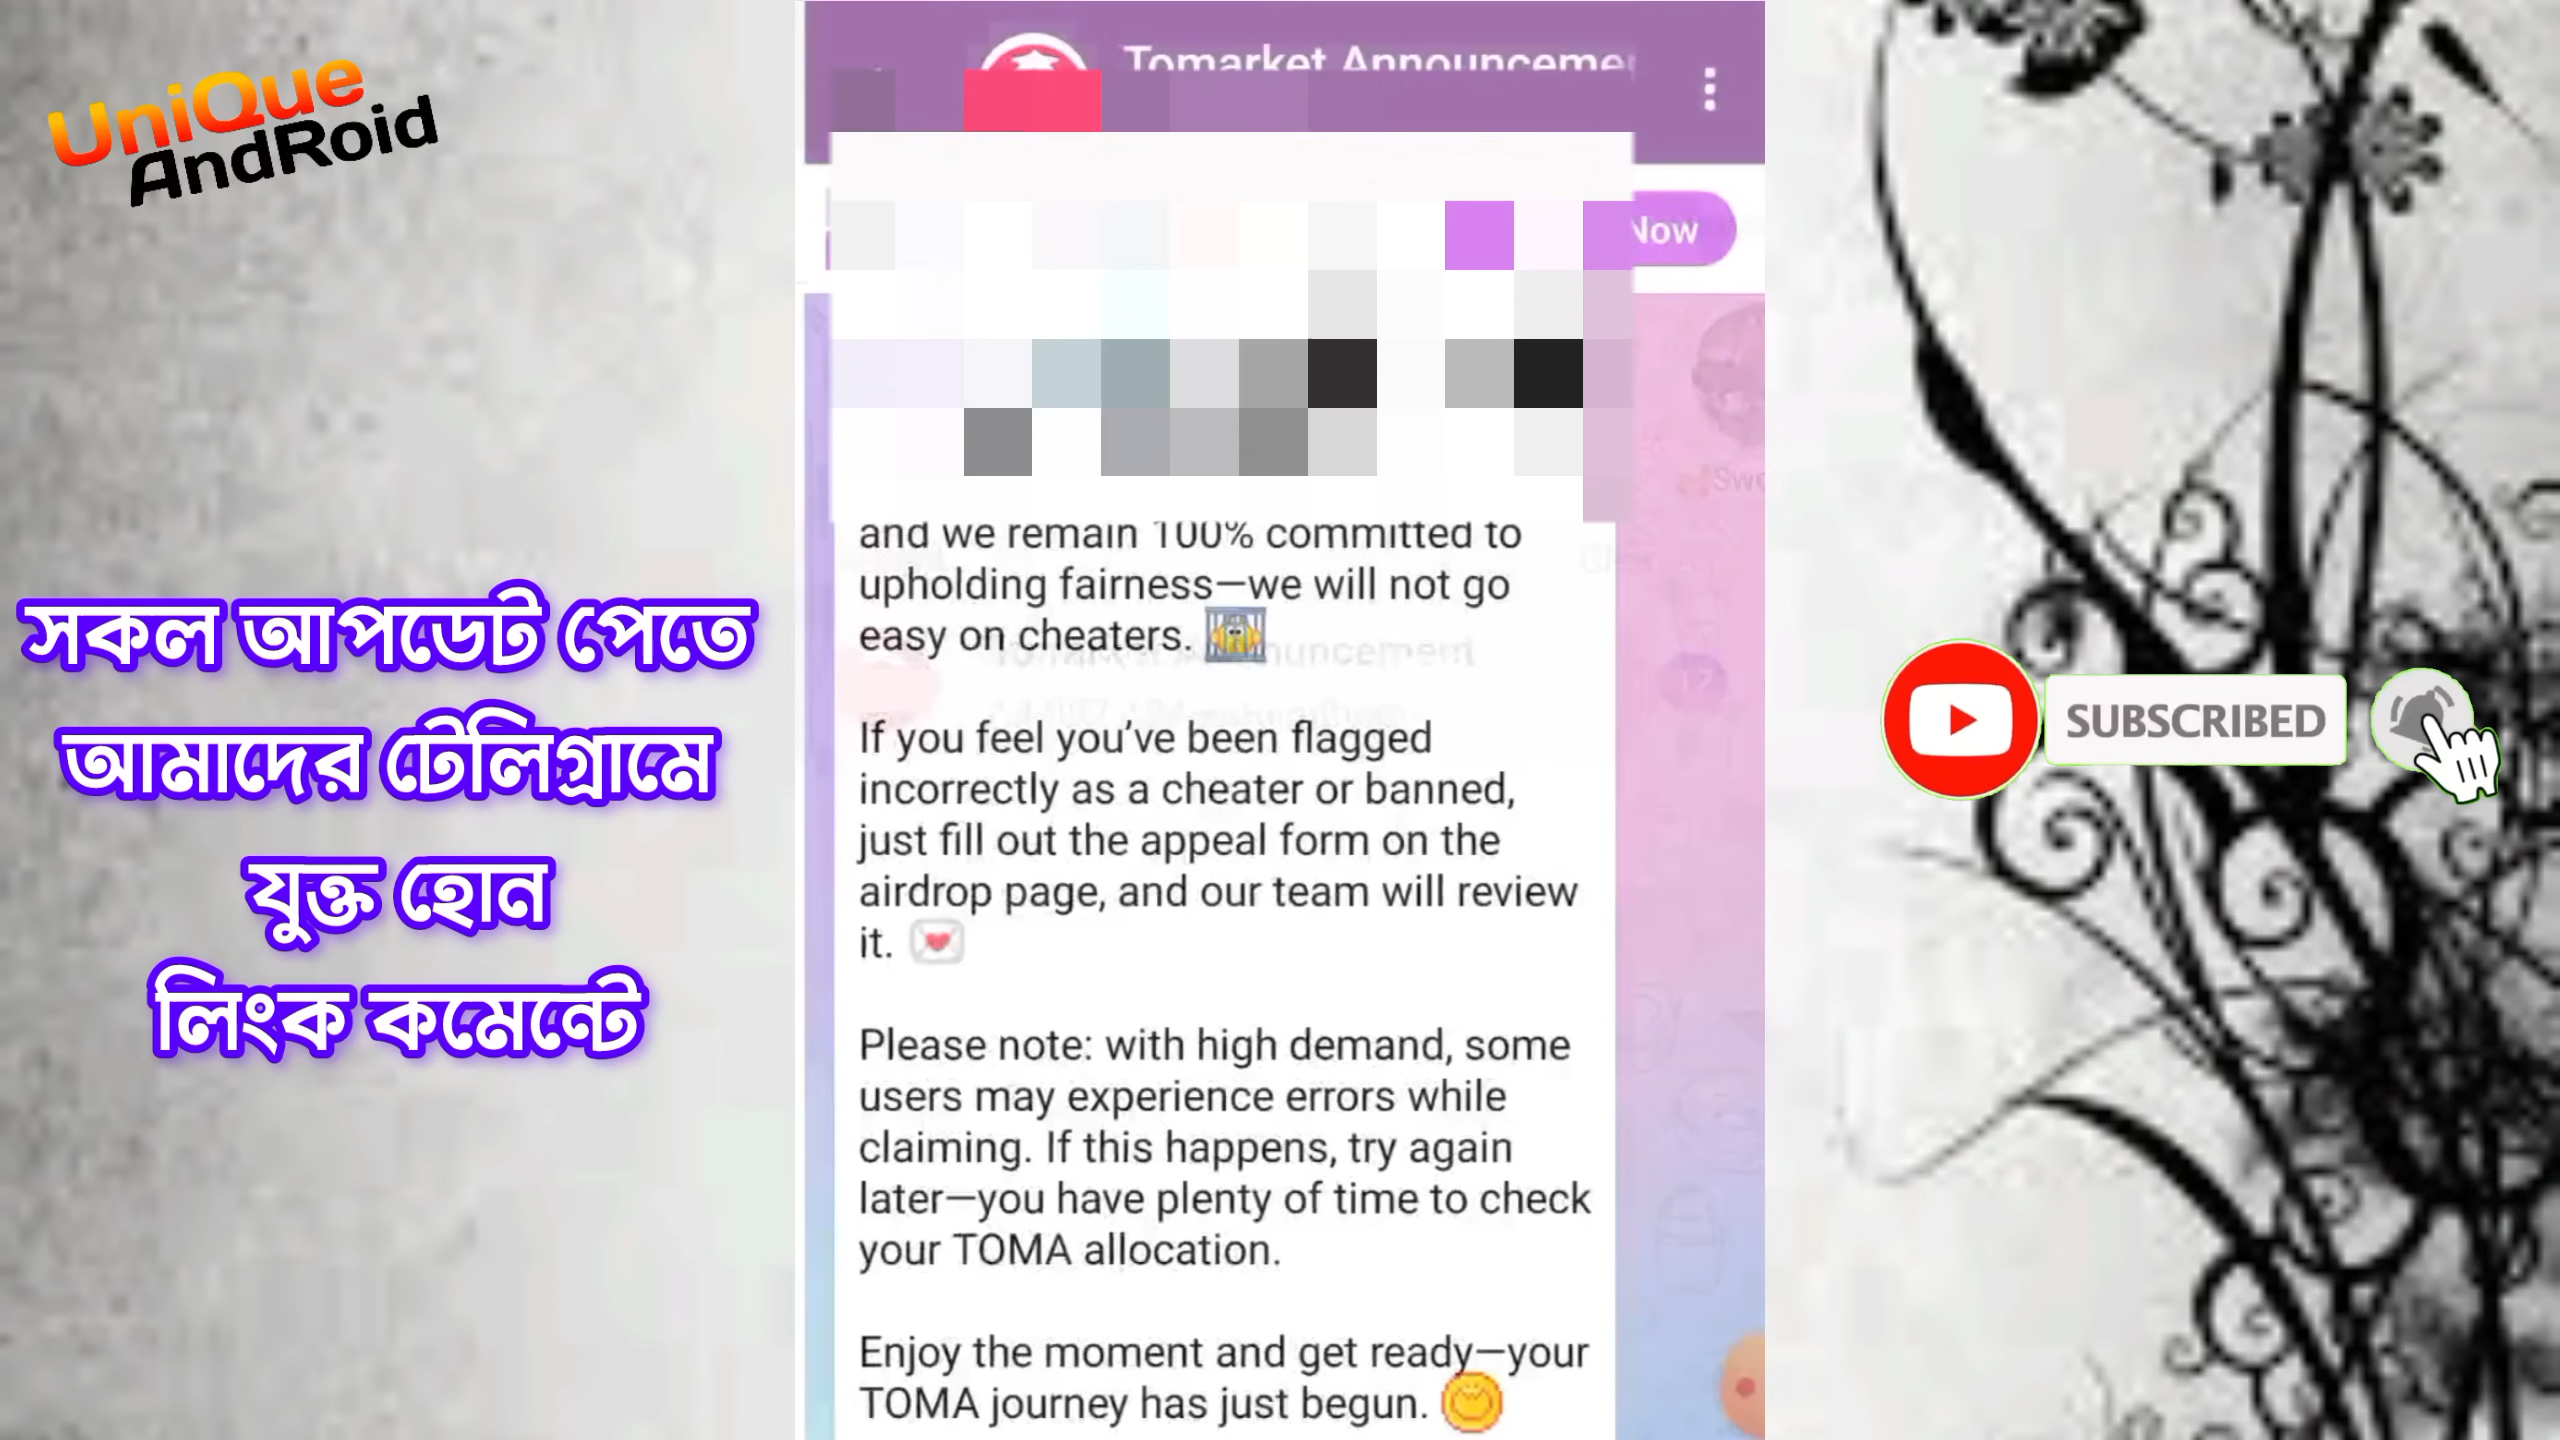 UniQue
AndRoid
সকল আপডেট পেতে
আমাদের টেলিগ্রামে
যুক্ত হোন
লিংক কমেন্টে
Tomarket Announcemen
Now
and we remain 100% committed to
upholding fairness—we will not go
easy on cheaters.
If you feel you’ve been flagged
incorrectly as a cheater or banned,
just fill out the appeal form on the
airdrop page, and our team will review
it.
Please note: with high demand, some
users may experience errors while
claiming. If this happens, try again
later—you have plenty of time to check
your TOMA allocation.
Enjoy the moment and get ready—your
TOMA journey has just begun.
SUBSCRIBED